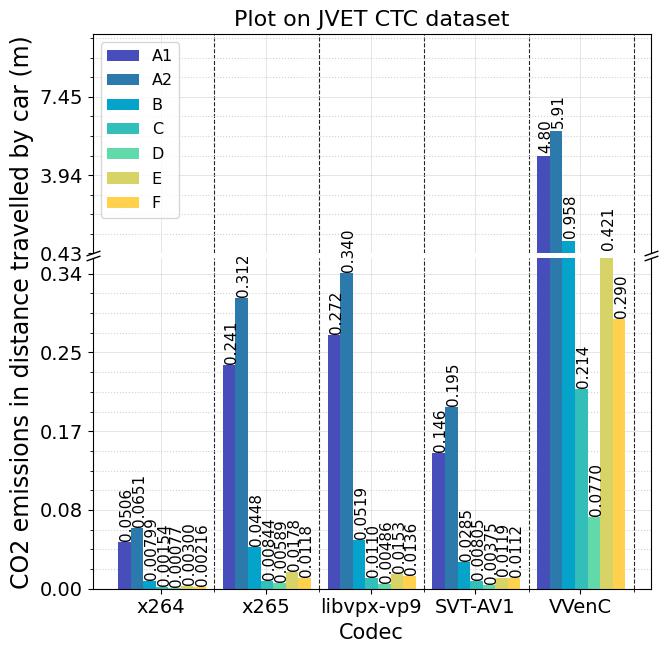 Plot on JVET CTC dataset
CO2 emissions in distance travelled by car (m)
A1
A2
B
C
D
E
F
7.45
3.94
0.43
0.34
0.25
0.17
0.08
0.00
0.0506
0.0651
0.00799
0.00154
0.00077
0.00300
0.00216
0.241
0.312
0.0448
0.00844
0.00589
0.0178
0.0118
0.272
0.340
0.0519
0.0110
0.00486
0.0153
0.0136
0.146
0.195
0.0285
0.00805
0.00375
0.0119
0.0112
4.80
5.91
0.958
0.214
0.0770
0.421
0.290
x264
x265
libvpx-vp9
SVT-AV1
VVenC
Codec